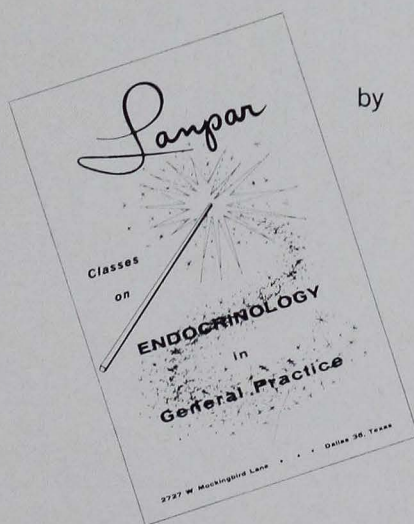 Lanpar
by
Classes
on
ENDOCRINOLOGY
in
General Practice
2727 W Mockingbird Lane • • • Dallas 35, Texas